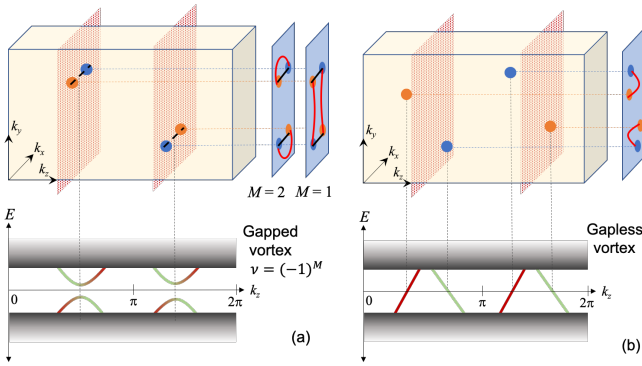 k_y
k_x
k_z
M = 2
M = 1
E
Gapped
vortex
ν = (-1)^M
0
π
2π
k_z
(a)
k_y
k_x
k_z
E
Gapless
vortex
0
π
2π
k_z
(b)